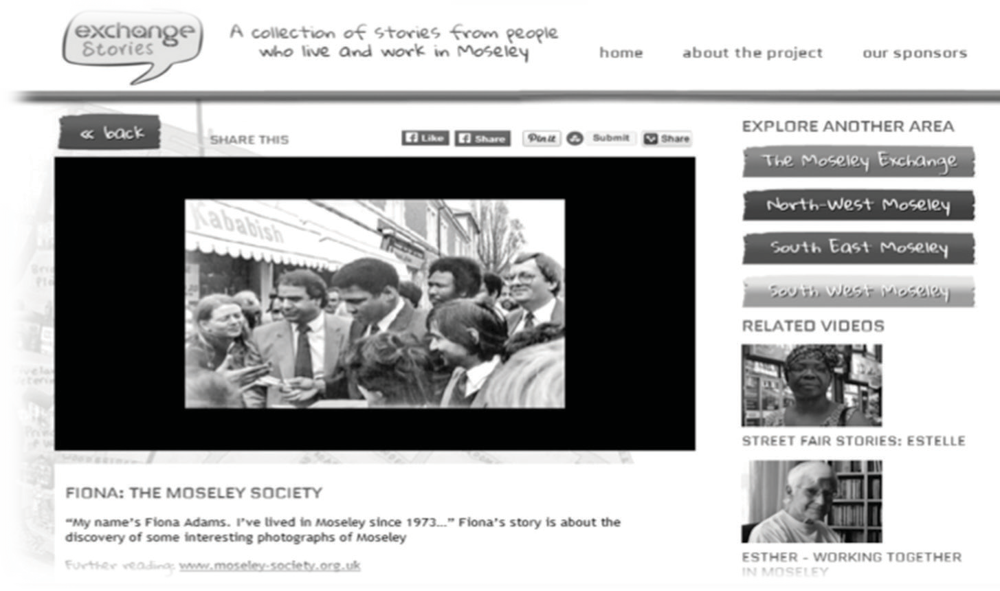 exchange
Stories
A collection of stories from people
who live and work in Moseley
home
about the project
our sponsors
« back
SHARE THIS
Like
Share
Pin it
Submit
Share
Kababish
FIONA: THE MOSELEY SOCIETY
“My name’s Fiona Adams. I’ve lived in Moseley since 1973...” Fiona’s story is about the
discovery of some interesting photographs of Moseley
Further reading: www.moseley-society.org.uk
EXPLORE ANOTHER AREA
The Moseley Exchange
North-West Moseley
South East Moseley
South West Moseley
RELATED VIDEOS
STREET FAIR STORIES: ESTELLE
ESTHER - WORKING TOGETHER
IN MOSELEY